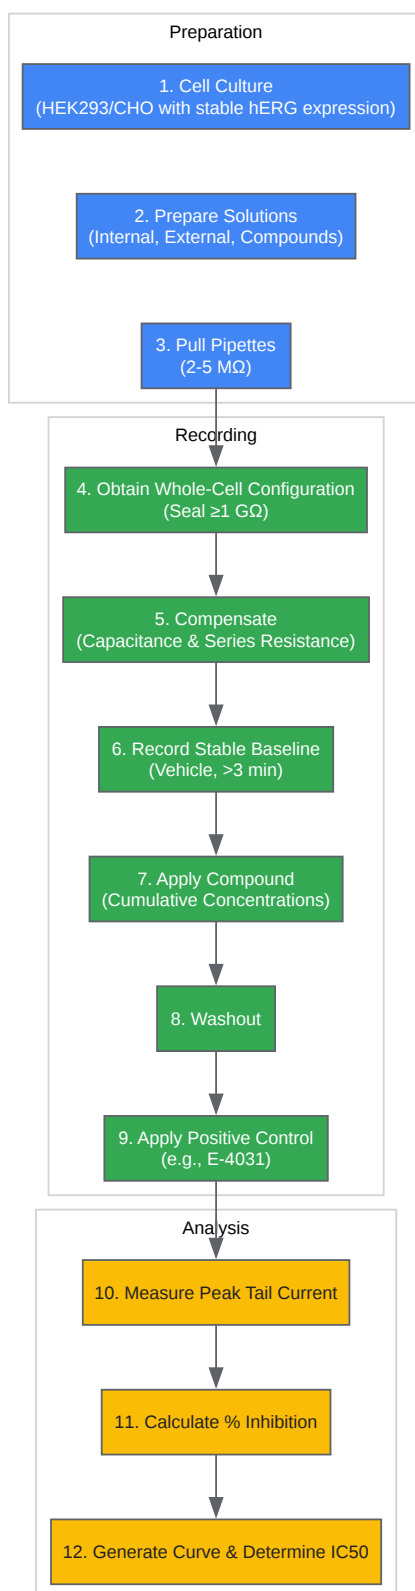 Preparation
1. Cell Culture
(HEK293/CHO with stable hERG expression)
2. Prepare Solutions
(Internal, External, Compounds)
3. Pull Pipettes
(2-5 MΩ)
Recording
4. Obtain Whole-Cell Configuration
(Seal ≥1 GΩ)
5. Compensate
(Capacitance & Series Resistance)
6. Record Stable Baseline
(Vehicle, >3 min)
7. Apply Compound
(Cumulative Concentrations)
8. Washout
9. Apply Positive Control
(e.g., E-4031)
Analysis
10. Measure Peak Tail Current
11. Calculate % Inhibition
12. Generate Curve & Determine IC50